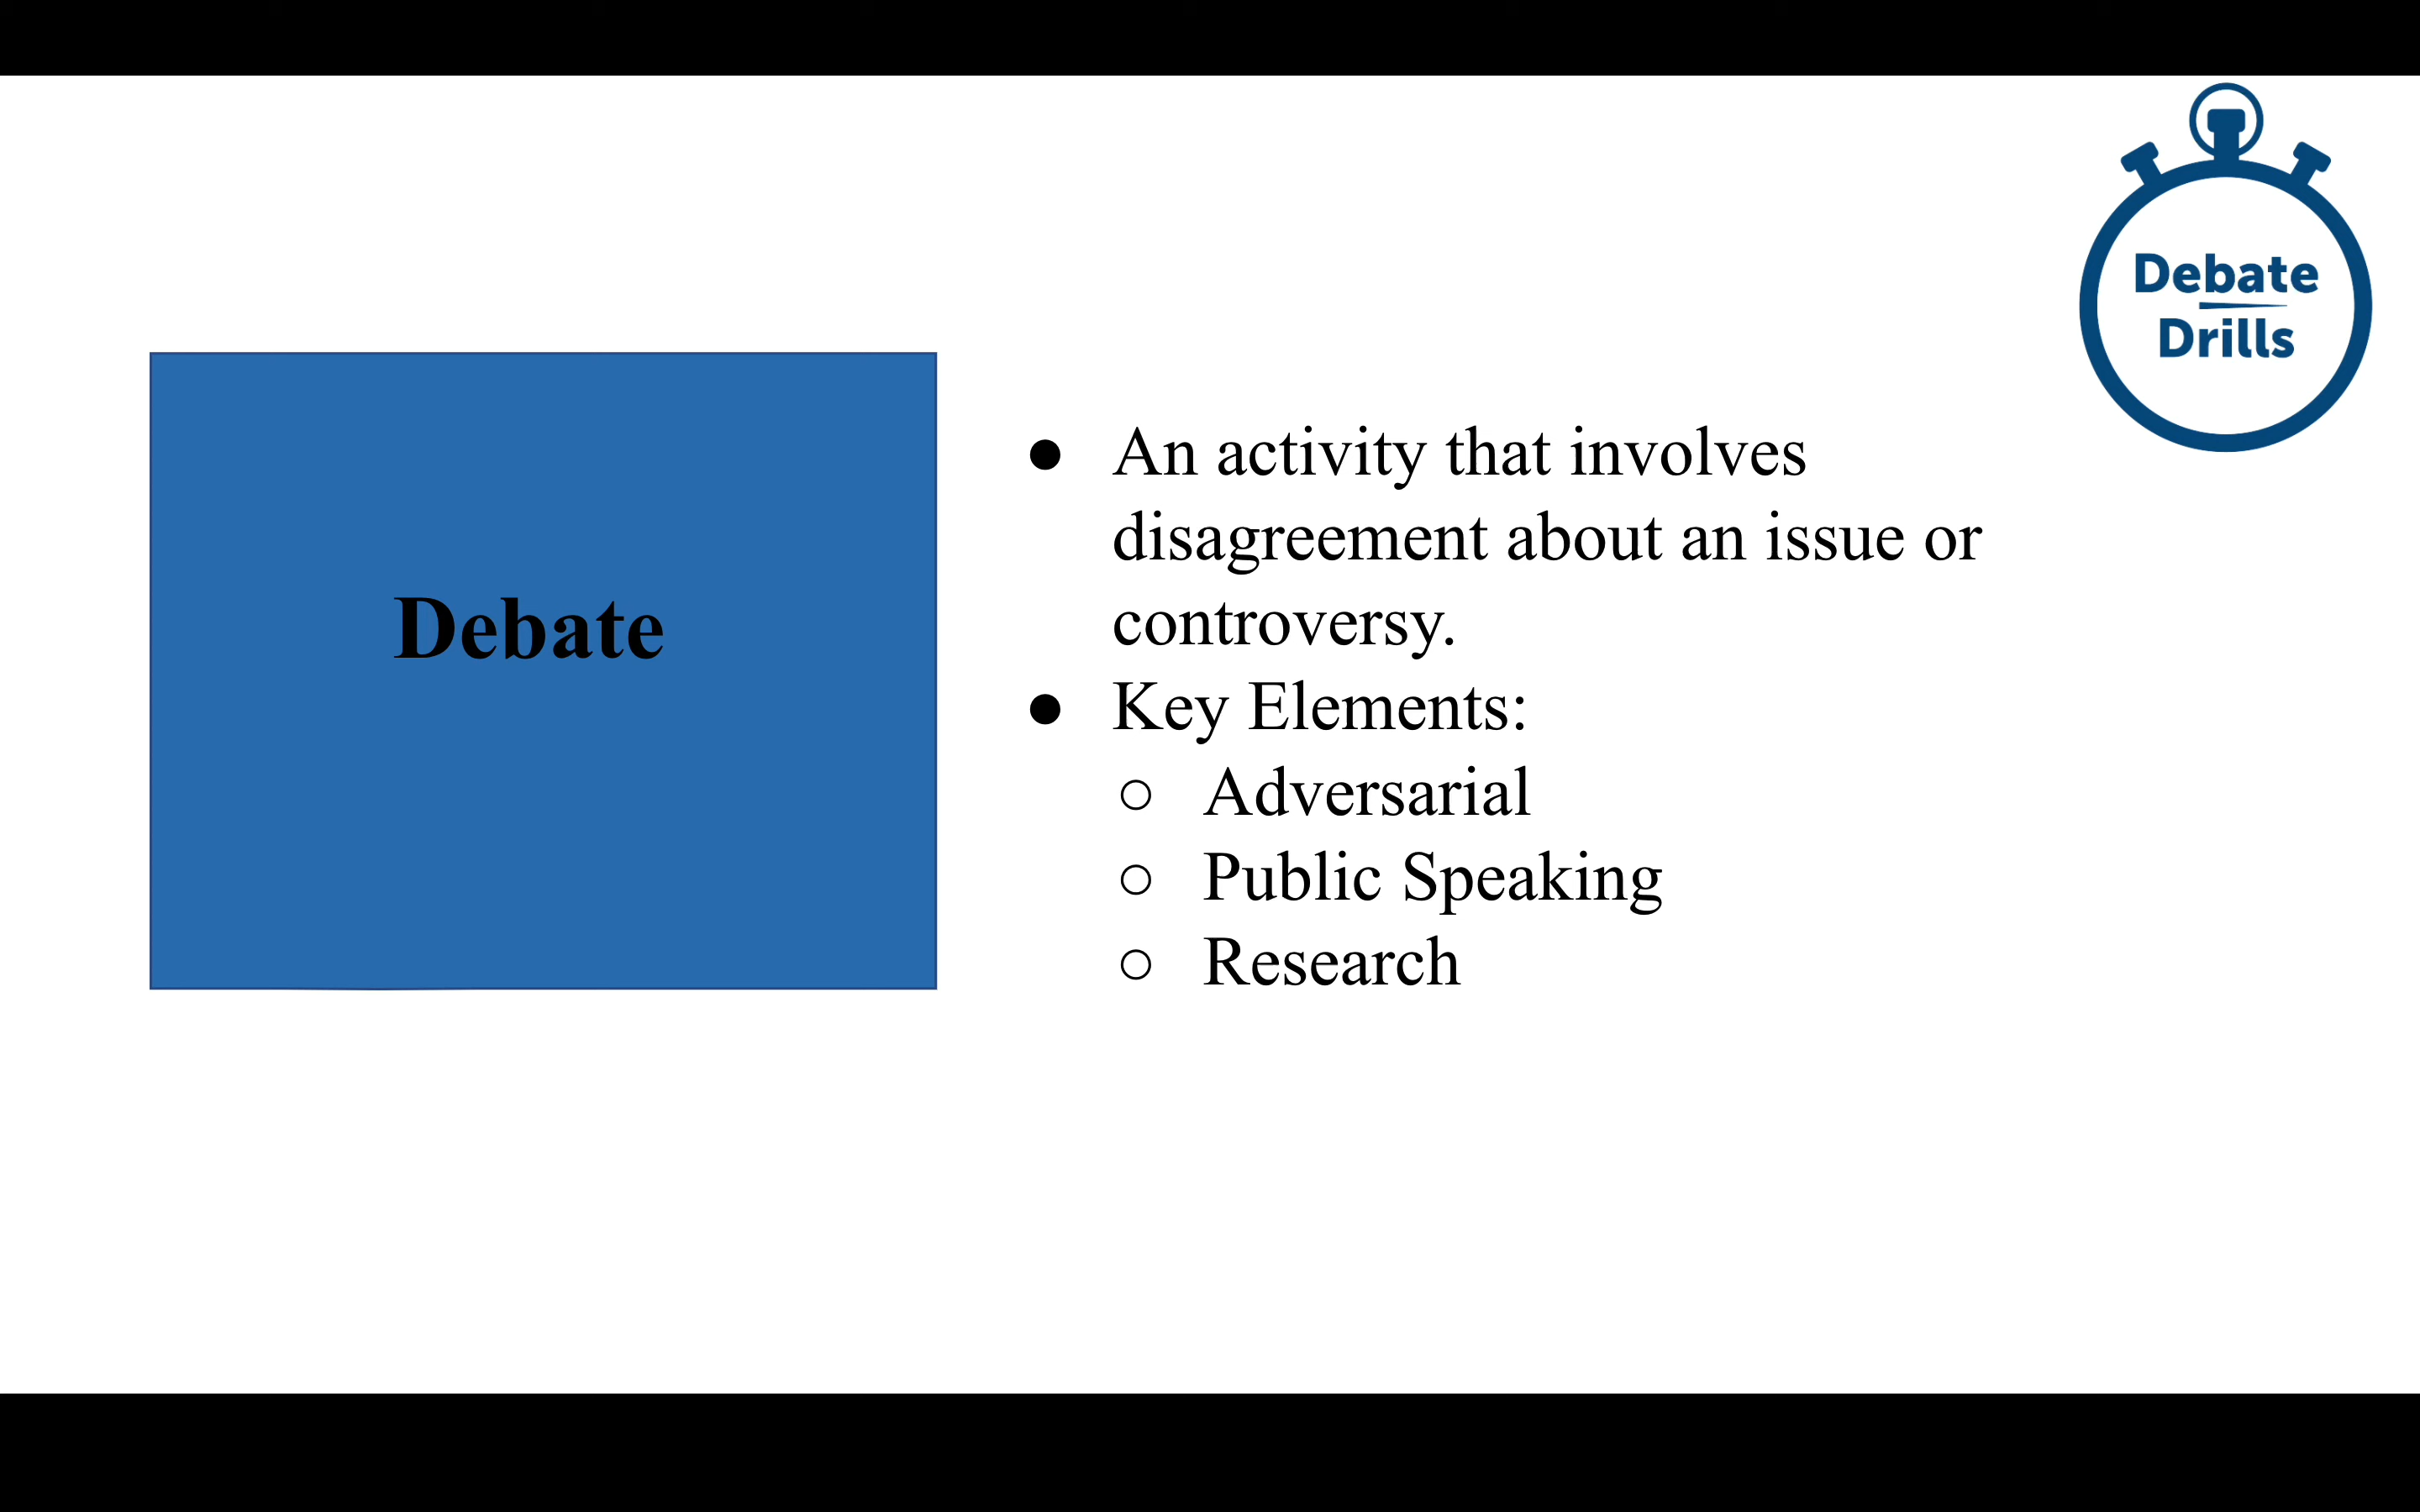 Debate
Drills
Debate
● An activity that involves
disagreement about an issue or
controversy.
● Key Elements:
○ Adversarial
○ Public Speaking
○ Research